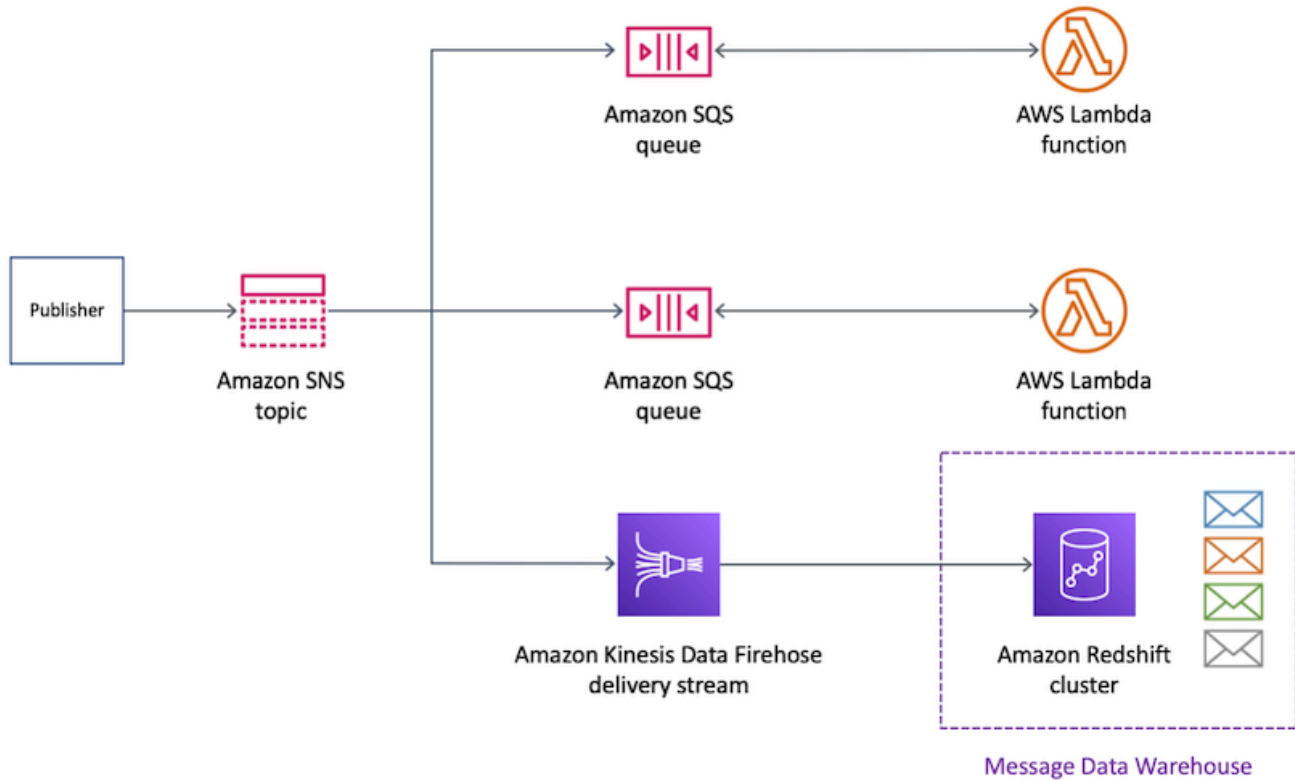 Amazon SQS
queue
AWS Lambda
function
Publisher
Amazon SNS
topic
Amazon SQS
queue
AWS Lambda
function
Amazon Kinesis Data Firehose
delivery stream
Amazon Redshift
cluster
Message Data Warehouse